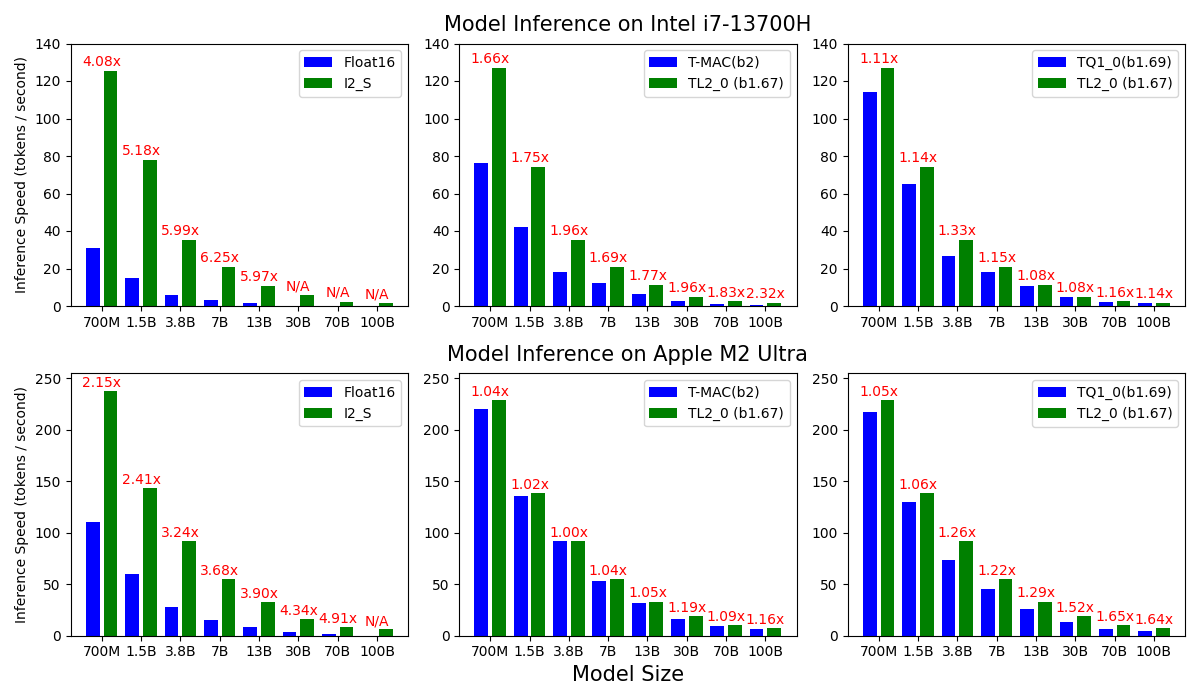 Model Inference on Intel i7-13700H
Inference Speed (tokens / second)
140
120
100
80
60
40
20
0
4.08x
5.18x
5.99x
6.25x
5.97x
N/A
N/A
N/A
Float16
I2_S
700M 1.5B 3.8B 7B 13B 30B 70B 100B
140
120
100
80
60
40
20
0
1.66x
1.75x
1.96x
1.69x
1.77x
1.96x
1.83x
2.32x
T-MAC(b2)
TL2_0 (b1.67)
700M 1.5B 3.8B 7B 13B 30B 70B 100B
140
120
100
80
60
40
20
0
1.11x
1.14x
1.33x
1.15x
1.08x
1.08x
1.16x
1.14x
TQ1_0(b1.69)
TL2_0 (b1.67)
700M 1.5B 3.8B 7B 13B 30B 70B 100B
Model Inference on Apple M2 Ultra
Inference Speed (tokens / second)
250
200
150
100
50
0
2.15x
2.41x
3.24x
3.68x
3.90x
4.34x
4.91x
N/A
Float16
I2_S
700M 1.5B 3.8B 7B 13B 30B 70B 100B
250
200
150
100
50
0
1.04x
1.02x
1.00x
1.04x
1.05x
1.19x
1.09x
1.16x
T-MAC(b2)
TL2_0 (b1.67)
700M 1.5B 3.8B 7B 13B 30B 70B 100B
250
200
150
100
50
0
1.05x
1.06x
1.26x
1.22x
1.29x
1.52x
1.65x
1.64x
TQ1_0(b1.69)
TL2_0 (b1.67)
700M 1.5B 3.8B 7B 13B 30B 70B 100B
Model Size